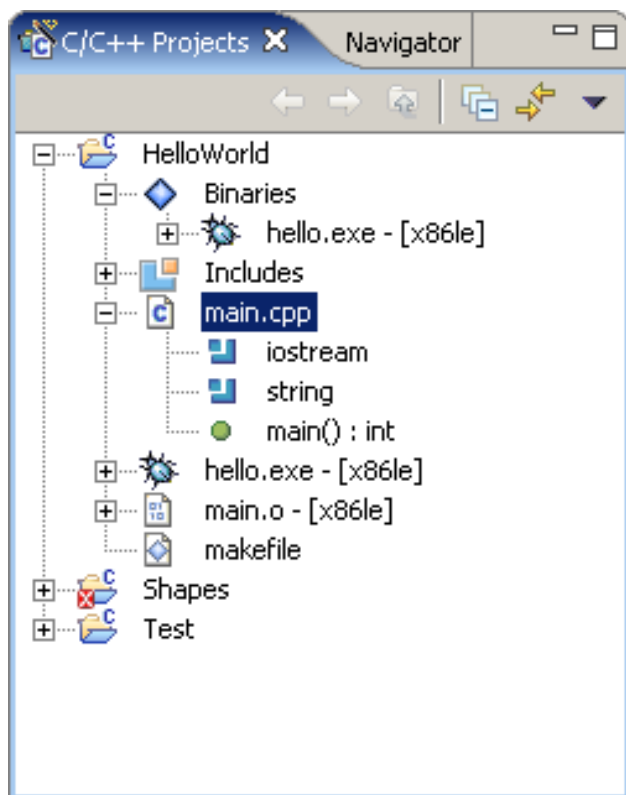 C/C++ Projects Navigator
HelloWorld
Binaries
hello.exe - [x86le]
Includes
main.cpp
iostream
string
main() : int
hello.exe - [x86le]
main.o - [x86le]
makefile
Shapes
Test